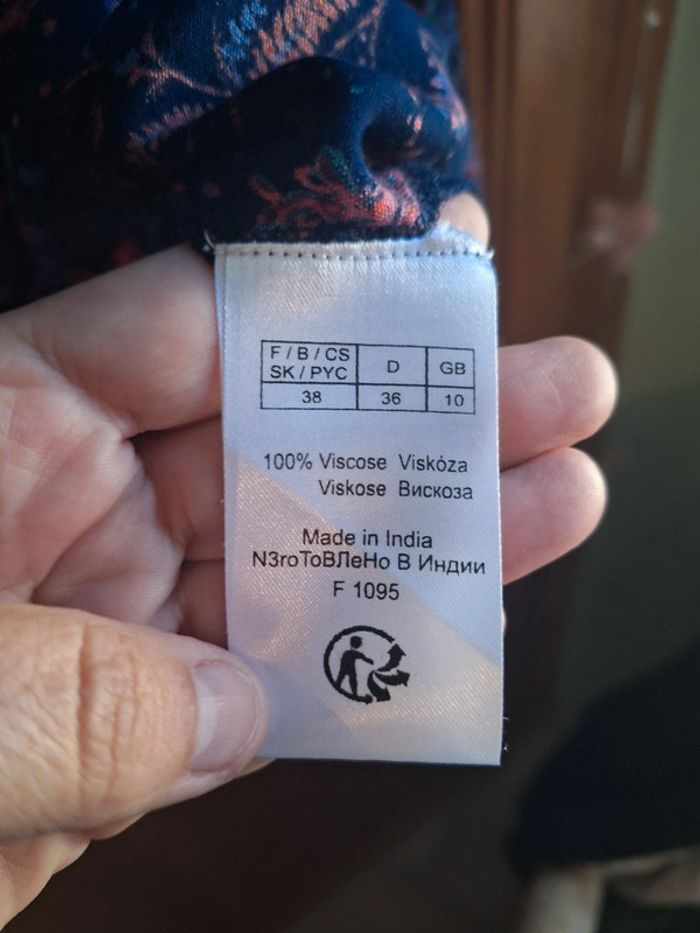 F / B / CS D GB
SK / PYC
38 36 10
100% Viscose Viskóza
Viskose Вискоза
Made in India
N3roToBЛeHo B Индии
F 1095